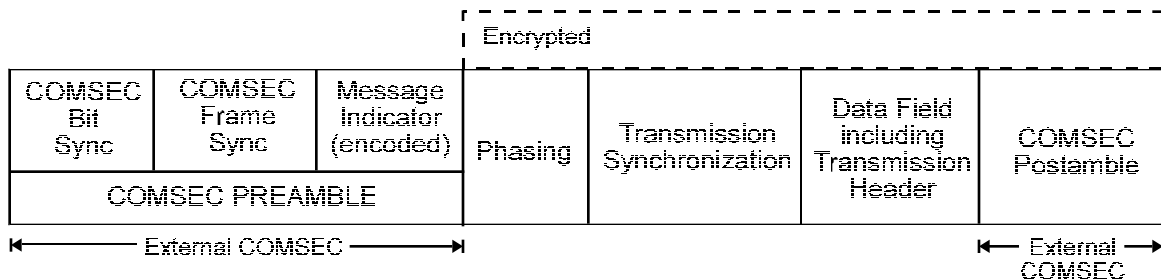 Encrypted
COMSEC
Bit
Sync
COMSEC
Frame
Sync
Message
Indicator
(encoded)
COMSEC PREAMBLE
Phasing
Transmission
Synchronization
Data Field
including
Transmission
Header
COMSEC
Postamble
External COMSEC
External
COMSEC